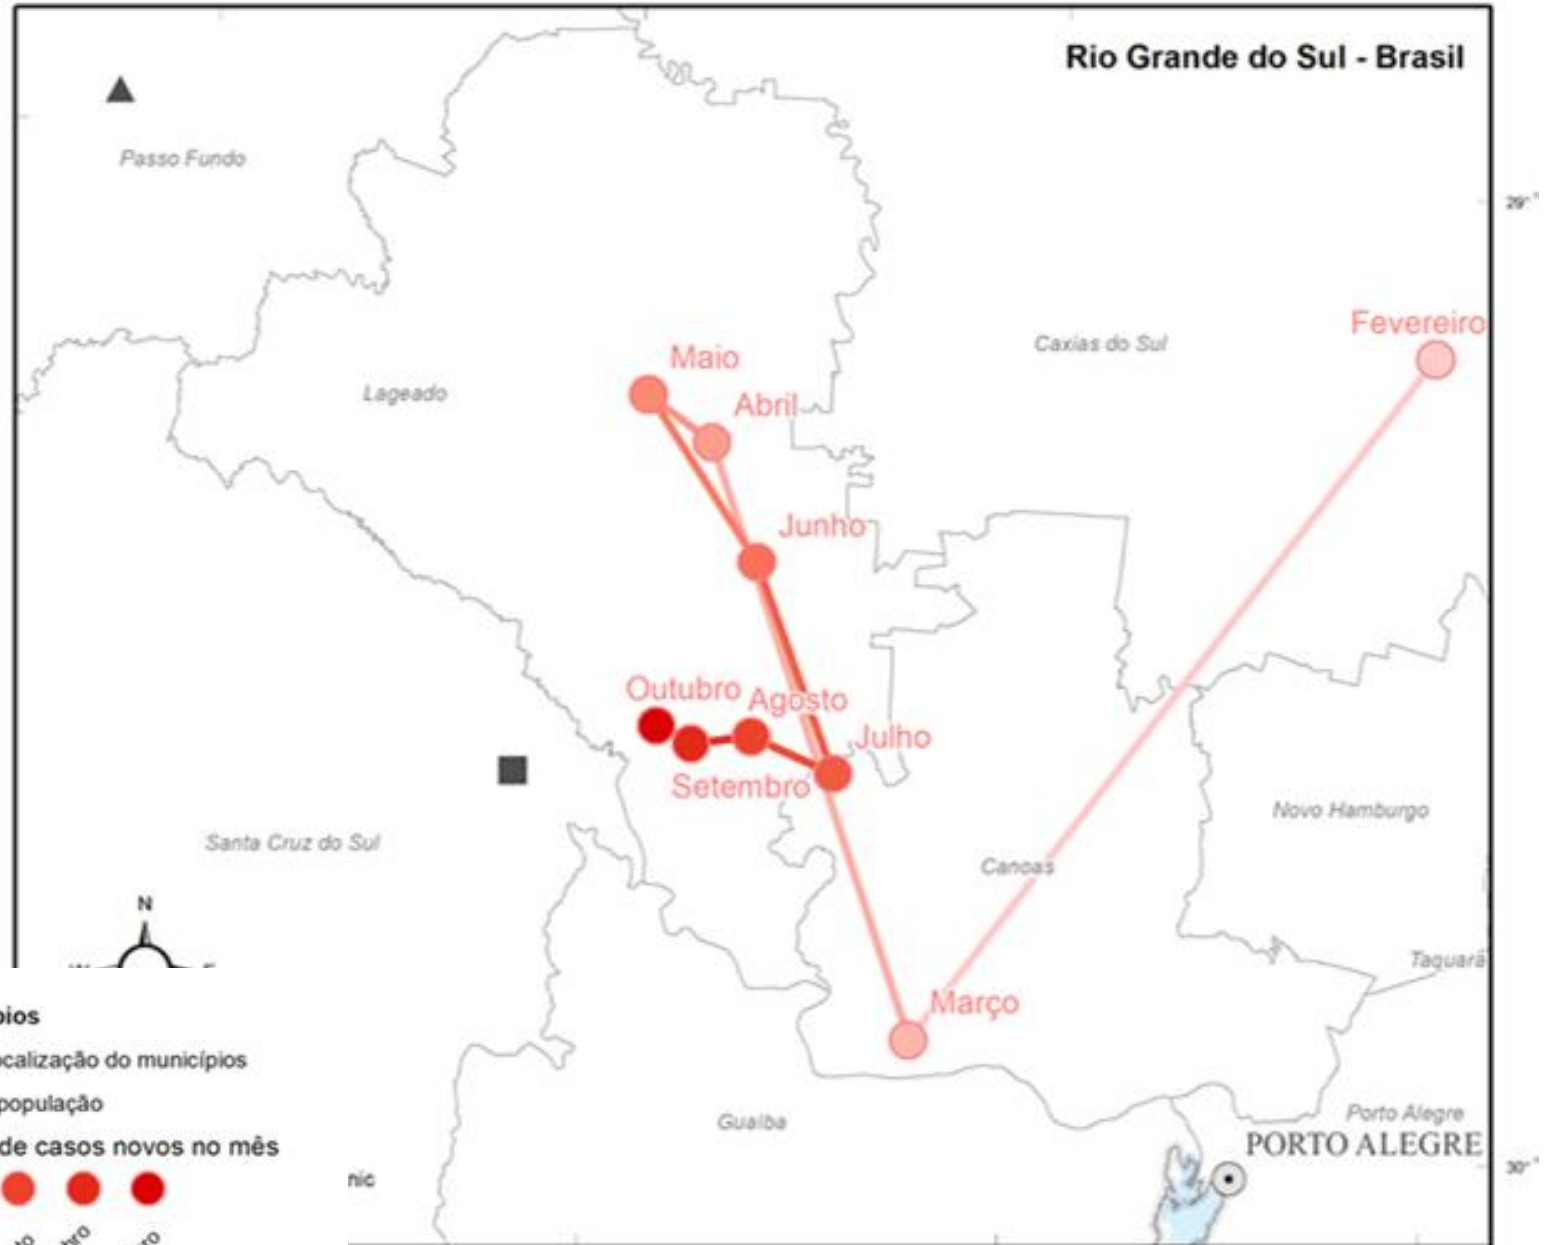 Rio Grande do Sul - Brasil
Passo Fundo
29°
Fevereiro
Caxias do Sul
Maio
Lageado
Abril
Junho
Outubro
Agosto
Julho
Setembro
Novo Hamburgo
Santa Cruz do Sul
Canoas
N
Taquara
Março
calização do municípios
população
Guaíba
Porto Alegre
PORTO ALEGRE
de casos novos no mês
30°